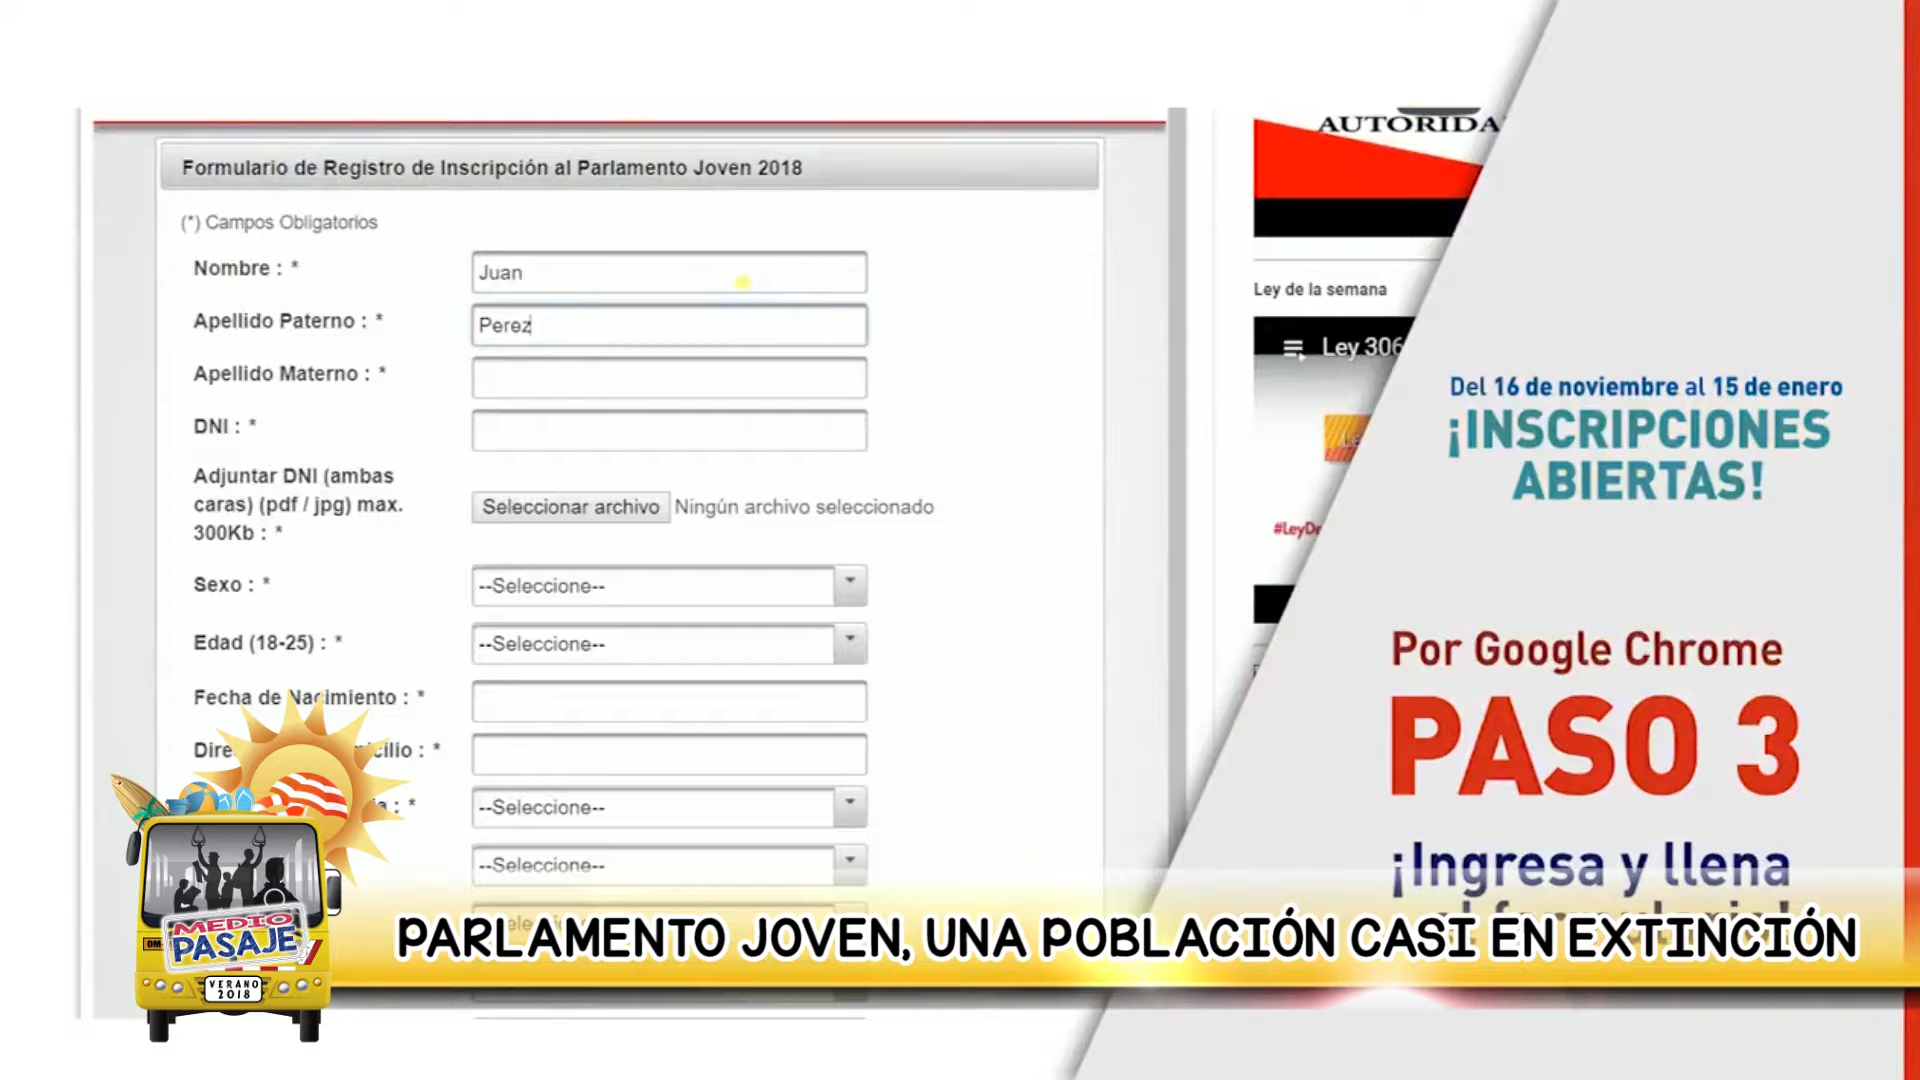 Formulario de Registro de Inscripción al Parlamento Joven 2018
(*) Campos Obligatorios
Nombre : *
Juan
Apellido Paterno : *
Perez
Apellido Materno : *
DNI : *
Adjuntar DNI (ambas
caras) (pdf / jpg) max.
300Kb : *
Seleccionar archivo
Ningún archivo seleccionado
Sexo : *
--Seleccione--
Edad (18-25) : *
--Seleccione--
Fecha de Nacimiento : *
--Seleccione--
--Seleccione--
AUTORIDA
Ley de la semana
Ley 306
Del 16 de noviembre al 15 de enero
¡INSCRIPCIONES
ABIERTAS!
Por Google Chrome
PASO 3
¡Ingresa y llena
MEDIO
PASAJE
VERANO
2018
PARLAMENTO JOVEN, UNA POBLACIÓN CASI EN EXTINCIÓN